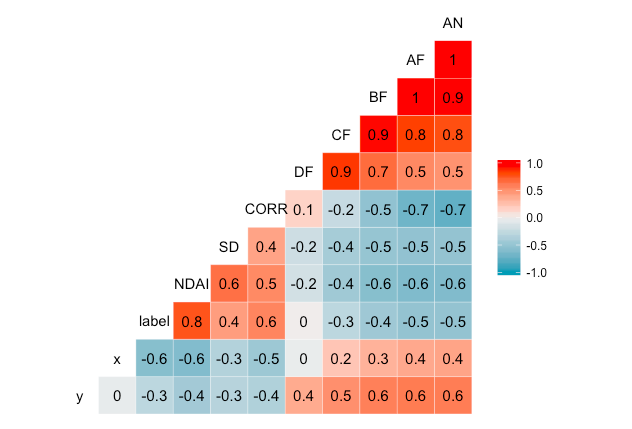 AN
AF 1
BF 1 0.9
CF 0.9 0.8 0.8
DF 0.9 0.7 0.5 0.5
CORR 0.1 -0.2 -0.5 -0.7 -0.7
SD 0.4 -0.2 -0.4 -0.5 -0.5 -0.5
NDAI 0.6 0.5 -0.2 -0.4 -0.6 -0.6 -0.6
label 0.8 0.4 0.6 0 -0.3 -0.4 -0.5 -0.5
x -0.6 -0.6 -0.3 -0.5 0 0.2 0.3 0.4 0.4
y 0 -0.3 -0.4 -0.3 -0.4 0.4 0.5 0.6 0.6 0.6
1.0
0.5
0.0
-0.5
-1.0